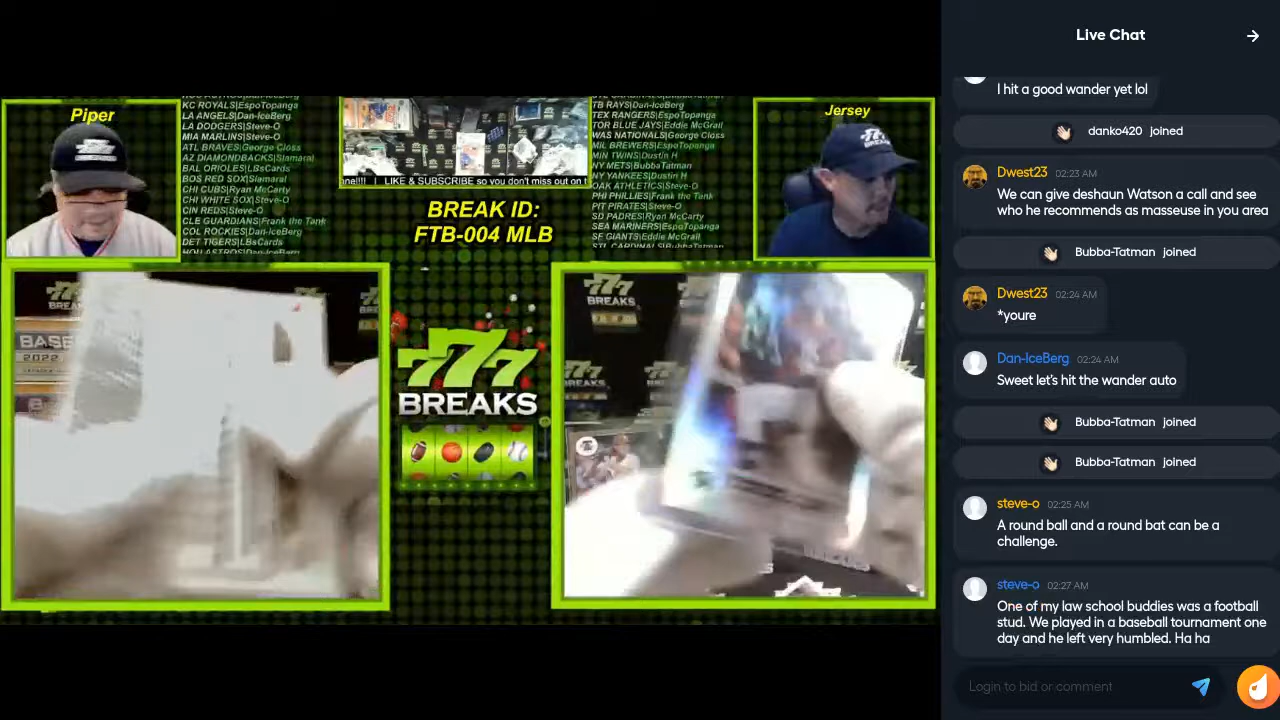 Piper
KC ROYALS|EspoTopanga
LA ANGELS|Dan-IceBerg
LA DODGERS|Steve-O
MIA MARLINS|Steve-O
ATL BRAVES|George Closs
AZ DIAMONDBACKS|Slamaral
BAL ORIOLES|LBsCards
BOS RED SOX|Slamaral
CHI CUBS|Ryan McCarty
CHI WHITE SOX|Steve-O
CIN REDS|Steve-O
CLE GUARDIANS|Frank the Tank
COL ROCKIES|Dan-IceBerg
DET TIGERS|LBsCards
HOU ASTROS|Dan-IceBerg
LIKE & SUBSCRIBE so you don't miss out on
BREAK ID:
FTB-004 MLB
TB RAYS|Dan-IceBerg
TEX RANGERS|EspoTopanga
TOR BLUE JAYS|Eddie McGrail
WAS NATIONALS|George Closs
MIL BREWERS|EspoTopanga
MIN TWINS|Dustin H
NY METS|BubbaTatman
NY YANKEES|Dustin H
OAK ATHLETICS|Steve-O
PHI PHILLIES|Frank the Tank
PIT PIRATES|Steve-O
SD PADRES|Ryan McCarty
SEA MARINERS|EspoTopanga
SF GIANTS|Eddie McGrail
STL CARDINALS|BubbaTatman
Jersey
777
BREAKS
BASE
2022
777
BREAKS
777
BREAKS
BREAKS
Live Chat
I hit a good wander yet lol
danko420 joined
Dwest23 02:23 AM
We can give deshaun Watson a call and see
who he recommends as masseuse in you area
Bubba-Tatman joined
Dwest23 02:24 AM
*youre
Dan-IceBerg 02:24 AM
Sweet let's hit the wander auto
Bubba-Tatman joined
Bubba-Tatman joined
steve-o 02:25 AM
A round ball and a round bat can be a
challenge.
steve-o 02:27 AM
One of my law school buddies was a football
stud. We played in a baseball tournament one
day and he left very humbled. Ha ha
Login to bid or comment